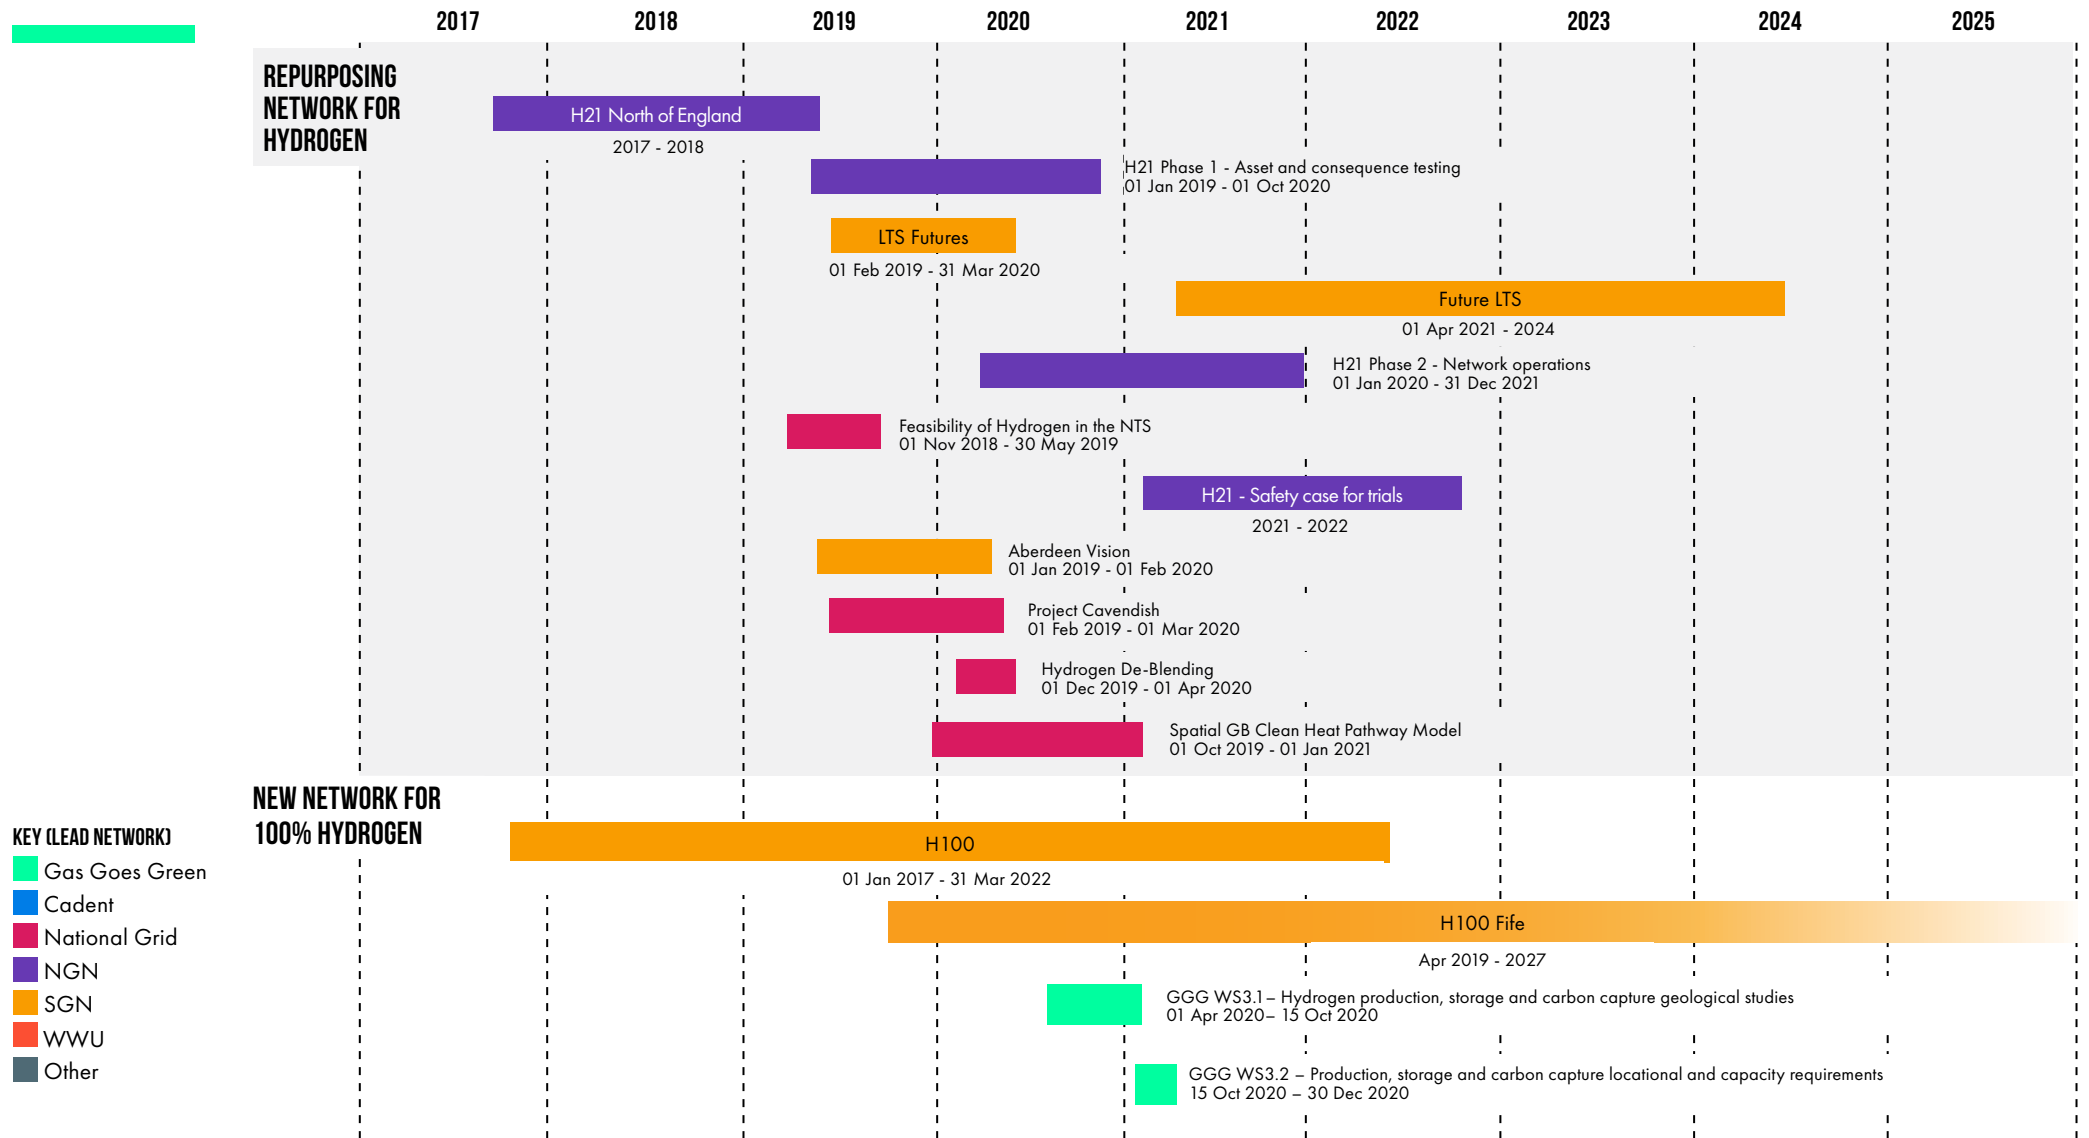 2017 2018 2019 2020 2021 2022 2023 2024 2025
REPURPOSING
NETWORK FOR
HYDROGEN
H21 North of England
2017 - 2018
H21 Phase 1 - Asset and consequence testing
01 Jan 2019 - 01 Oct 2020
LTS Futures
01 Feb 2019 - 31 Mar 2020
Future LTS
01 Apr 2021 - 2024
H21 Phase 2 - Network operations
01 Jan 2020 - 31 Dec 2021
Feasibility of Hydrogen in the NTS
01 Nov 2018 - 30 May 2019
H21 - Safety case for trials
2021 - 2022
Aberdeen Vision
01 Jan 2019 - 01 Feb 2020
Project Cavendish
01 Feb 2019 - 01 Mar 2020
Hydrogen De-Blending
01 Dec 2019 - 01 Apr 2020
Spatial GB Clean Heat Pathway Model
01 Oct 2019 - 01 Jan 2021
NEW NETWORK FOR
100% HYDROGEN
H100
01 Jan 2017 - 31 Mar 2022
H100 Fife
Apr 2019 - 2027
GGG WS3.1– Hydrogen production, storage and carbon capture geological studies
01 Apr 2020– 15 Oct 2020
GGG WS3.2 – Production, storage and carbon capture locational and capacity requirements
15 Oct 2020 – 30 Dec 2020
KEY (LEAD NETWORK)
Gas Goes Green
Cadent
National Grid
NGN
SGN
WWU
Other